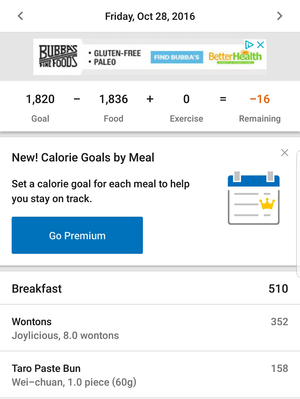 Friday, Oct 28, 2016
BUBBA'S
FINE FOODS
• GLUTEN-FREE
• PALEO
FIND BUBBA'S
BetterHealth
1,820 − 1,836 + 0 = −16
Goal Food Exercise Remaining
New! Calorie Goals by Meal
Set a calorie goal for each meal to help
you stay on track.
Go Premium
Breakfast 510
Wontons 352
Joylicious, 8.0 wontons
Taro Paste Bun 158
Wei–chuan, 1.0 piece (60g)